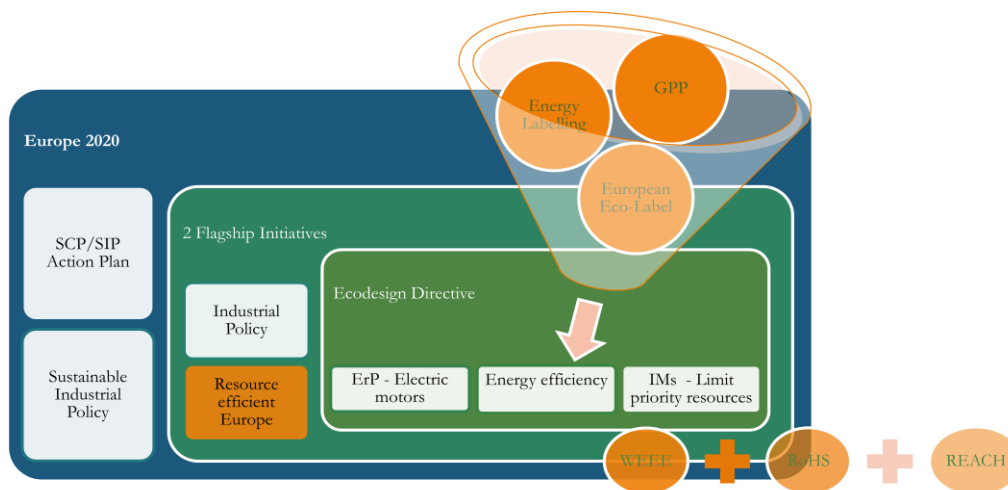 GPP
Energy
Labelling
European
Eco-Label
Europe 2020
SCP/SIP
Action Plan
Sustainable
Industrial
Policy
2 Flagship Initiatives
Industrial
Policy
Resource
efficient
Europe
Ecodesign Directive
ErP - Electric
motors
Energy efficiency
IMs - Limit
priority resources
WEEE
RoHS
REACH